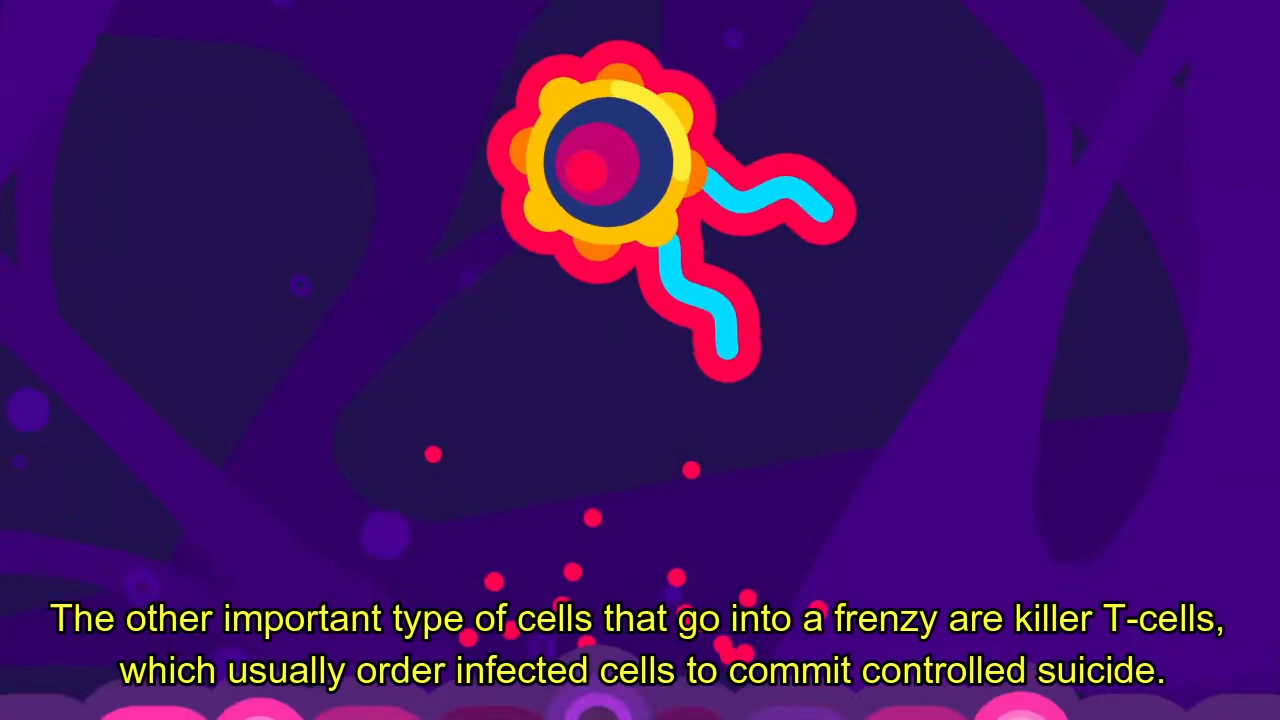 The other important type of cells that go into a frenzy are killer T-cells,
which usually order infected cells to commit controlled suicide.